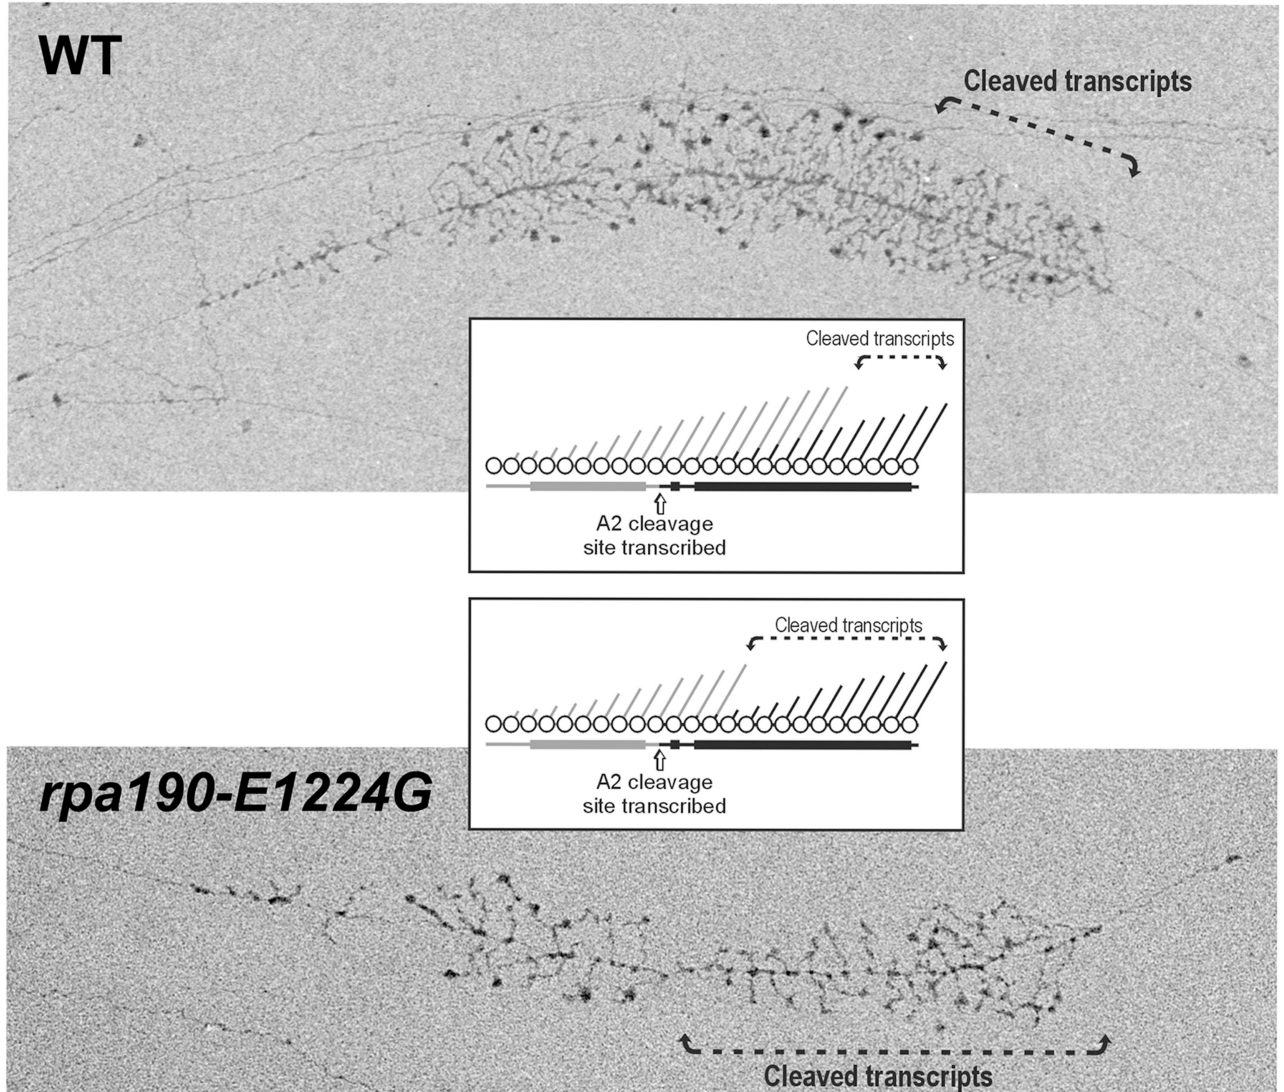 WT
Cleaved transcripts
Cleaved transcripts
A2 cleavage
site transcribed
Cleaved transcripts
A2 cleavage
site transcribed
rpa190-E1224G
Cleaved transcripts